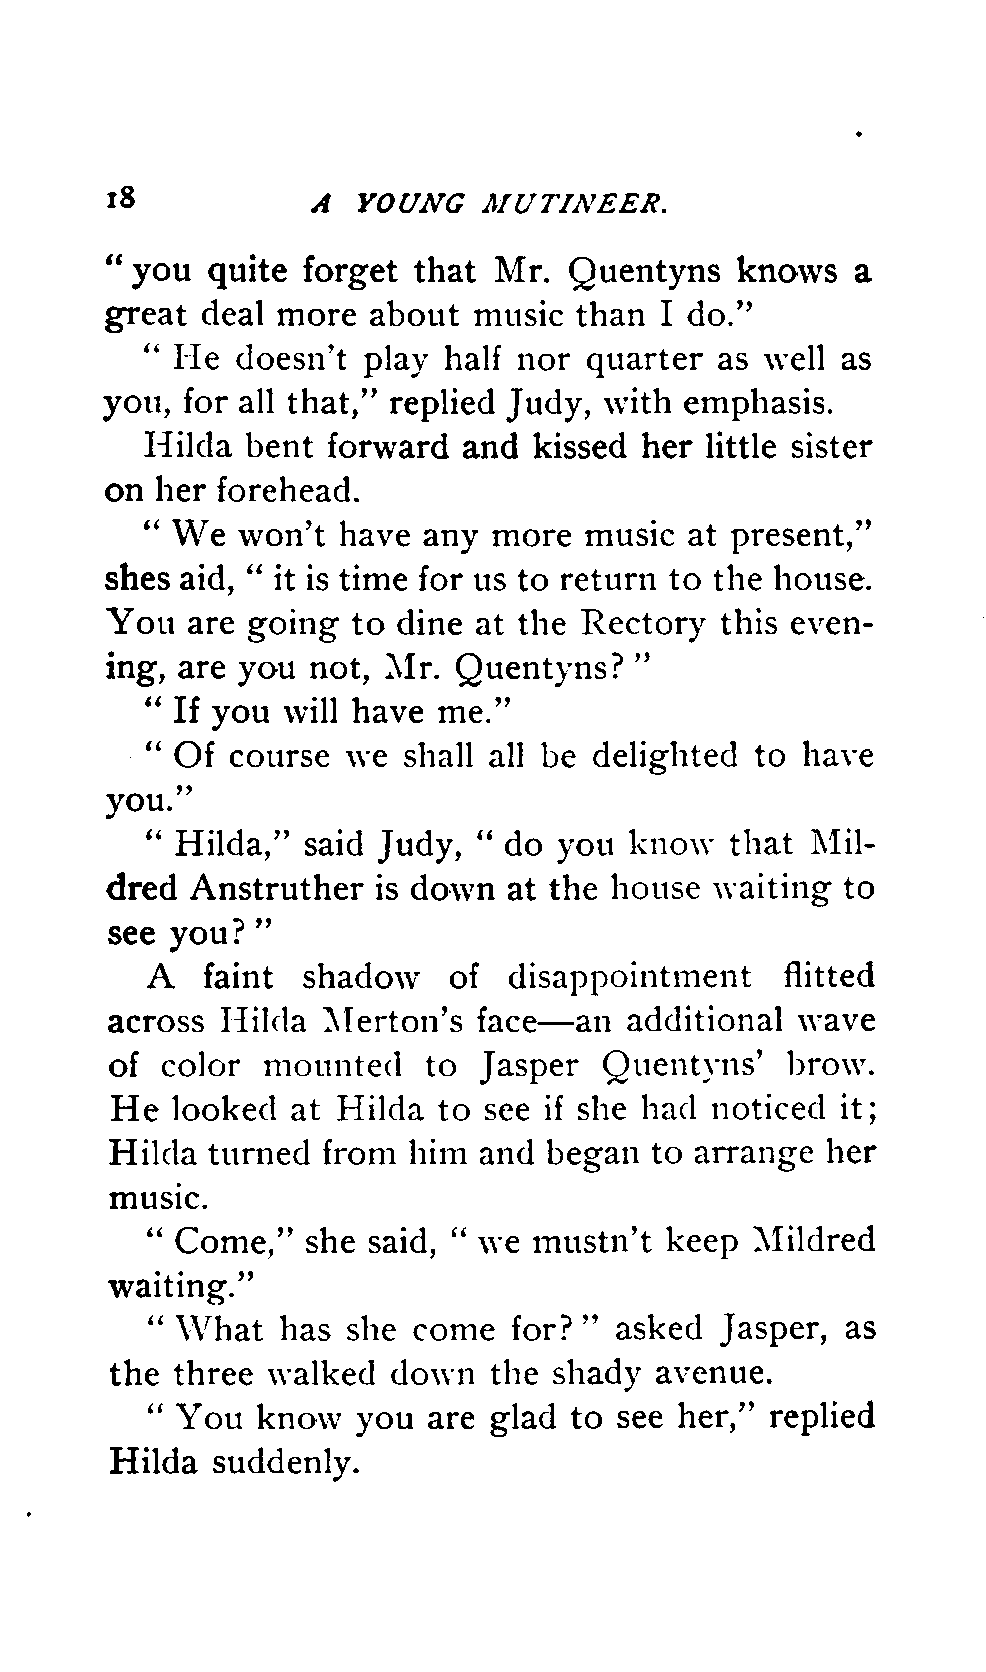 18 A YOUNG MUTINEER.
"you quite forget that Mr. Quentyns knows a
great deal more about music than I do."
" He doesn't play half nor quarter as well as
you, for all that," replied Judy, with emphasis.
Hilda bent forward and kissed her little sister
on her forehead.
" We won't have any more music at present,"
shes aid, " it is time for us to return to the house.
You are going to dine at the Rectory this even-
ing, are you not, Mr. Quentyns? "
" If you will have me."
" Of course we shall all be delighted to have
you."
" Hilda," said Judy, " do you know that Mil-
dred Anstruther is down at the house waiting to
see you? "
A faint shadow of disappointment flitted
across Hilda Merton's face—an additional wave
of color mounted to Jasper Quentyns' brow.
He looked at Hilda to see if she had noticed it;
Hilda turned from him and began to arrange her
music.
" Come," she said, " we mustn't keep Mildred
waiting."
" What has she come for? " asked Jasper, as
the three walked down the shady avenue.
" You know you are glad to see her," replied
Hilda suddenly.